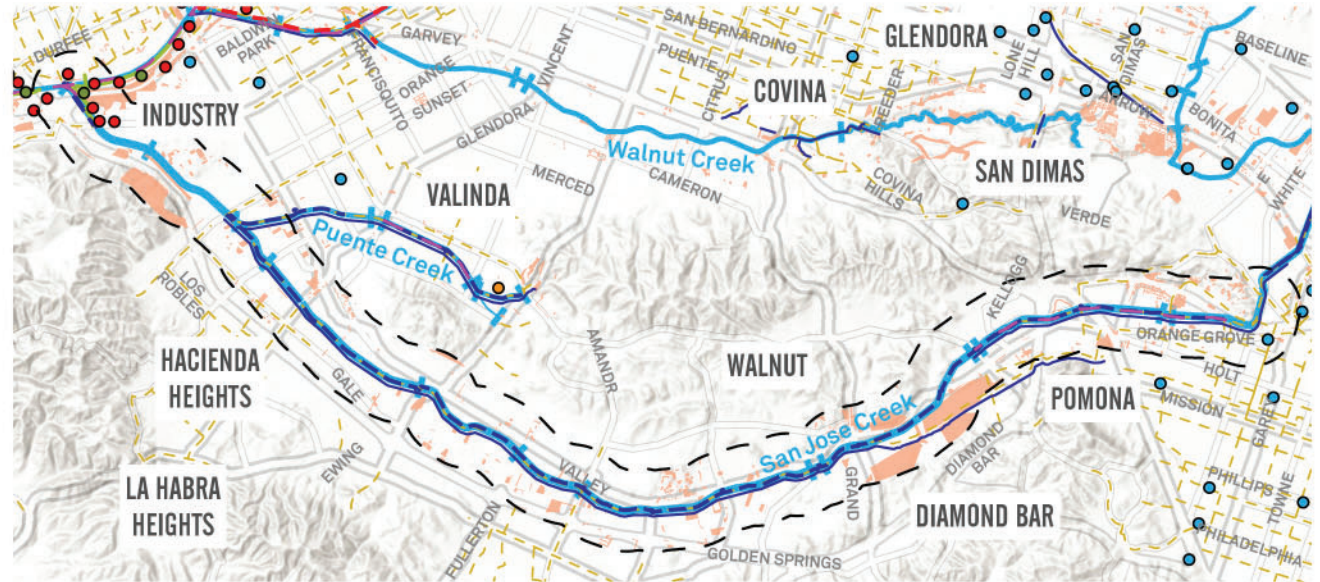 DURFEE
BALDWIN
PARK
FRANCISQUITO
GARVEY
ORANGE
SUNSET
VINCENT
GLENDORA
SAN BERNARDINO
PUENTE
CITRUS
COVINA
REEDER
GLENDORA
LONE
HILL
SAN
DIMAS
ARROW
BASELINE
BONITA
INDUSTRY
Walnut Creek
MERCED
CAMERON
COVINA
HILLS
SAN DIMAS
VERDE
WHITE
VALINDA
Puente Creek
LOS
ROBLES
HACIENDA
HEIGHTS
GALE
AMANDR
WALNUT
KELLOGG
ORANGE GROVE
HOLT
POMONA
MISSION
GAREY
San Jose Creek
GRAND
DIAMOND
BAR
LA HABRA
HEIGHTS
EWING
FULLERTON
VALLEY
GOLDEN SPRINGS
DIAMOND BAR
PHILLIPS
TOWNE
PHILADELPHIA